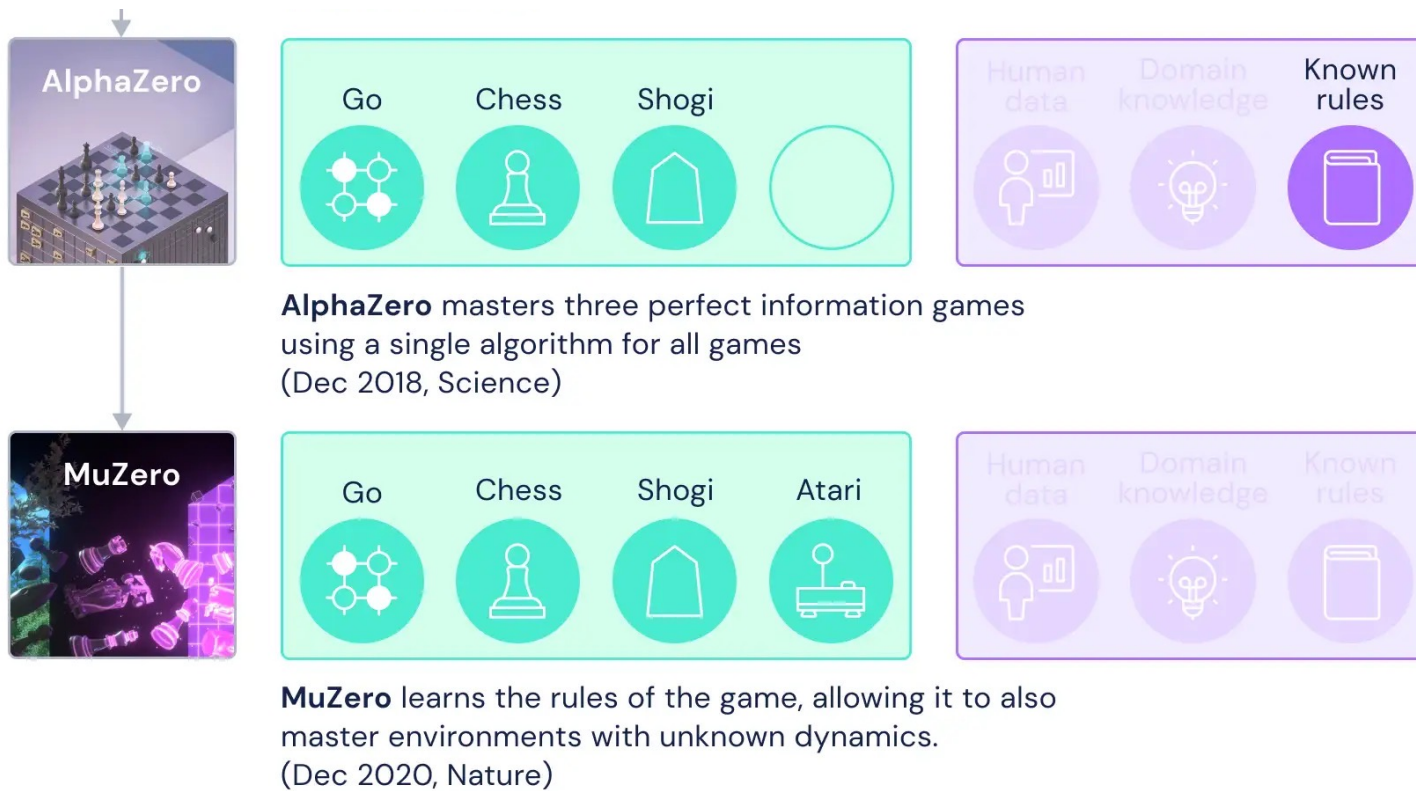 AlphaZero
Go
Chess
Shogi
Human
data
Domain
knowledge
Known
rules
AlphaZero masters three perfect information games
using a single algorithm for all games
(Dec 2018, Science)
MuZero
Go
Chess
Shogi
Atari
Human
data
Domain
knowledge
Known
rules
MuZero learns the rules of the game, allowing it to also
master environments with unknown dynamics.
(Dec 2020, Nature)